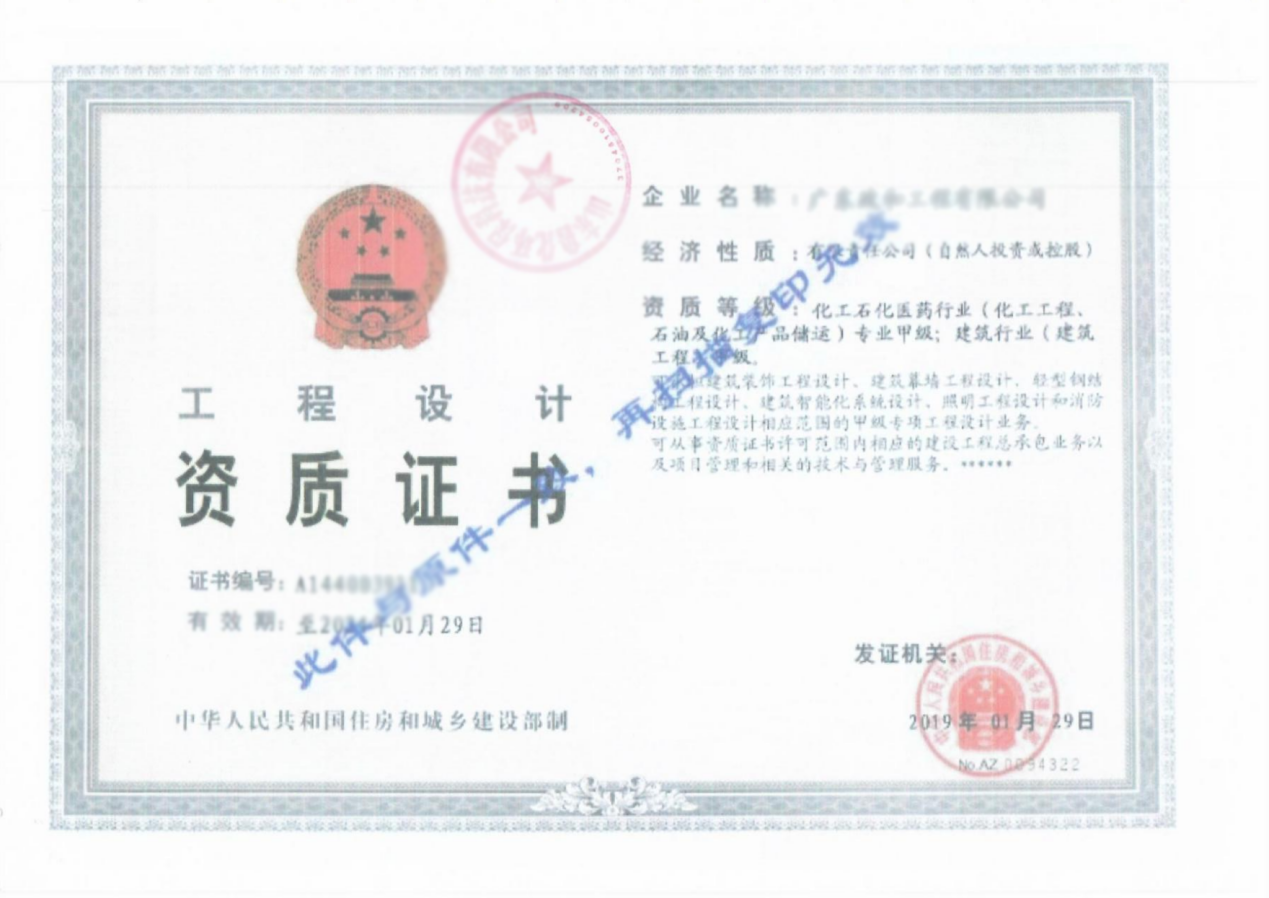 企业名称：
经济性质：有 责任公司（自然人投资或控股）
资质等级：化工石化医药行业（化工工程、
石油及化工产品储运）专业甲级；建筑行业（建筑
工程 甲级。
建筑装饰工程设计、建筑幕墙工程设计、轻型钢结
工程设计、建筑智能化系统设计、照明工程设计和消防
设施工程设计相应范围的甲级专项工程设计业务。
可从事资质证书许可范围内相应的建设工程总承包业务以
及项目管理和相关的技术与管理服务。******
工程设计
资质证书
证书编号：
有效期：至 年01月29日
中华人民共和国住房和城乡建设部制
发证机关：
2019年01月29日
No.AZ 0094322
此件与原件一致，再扫描复印无效